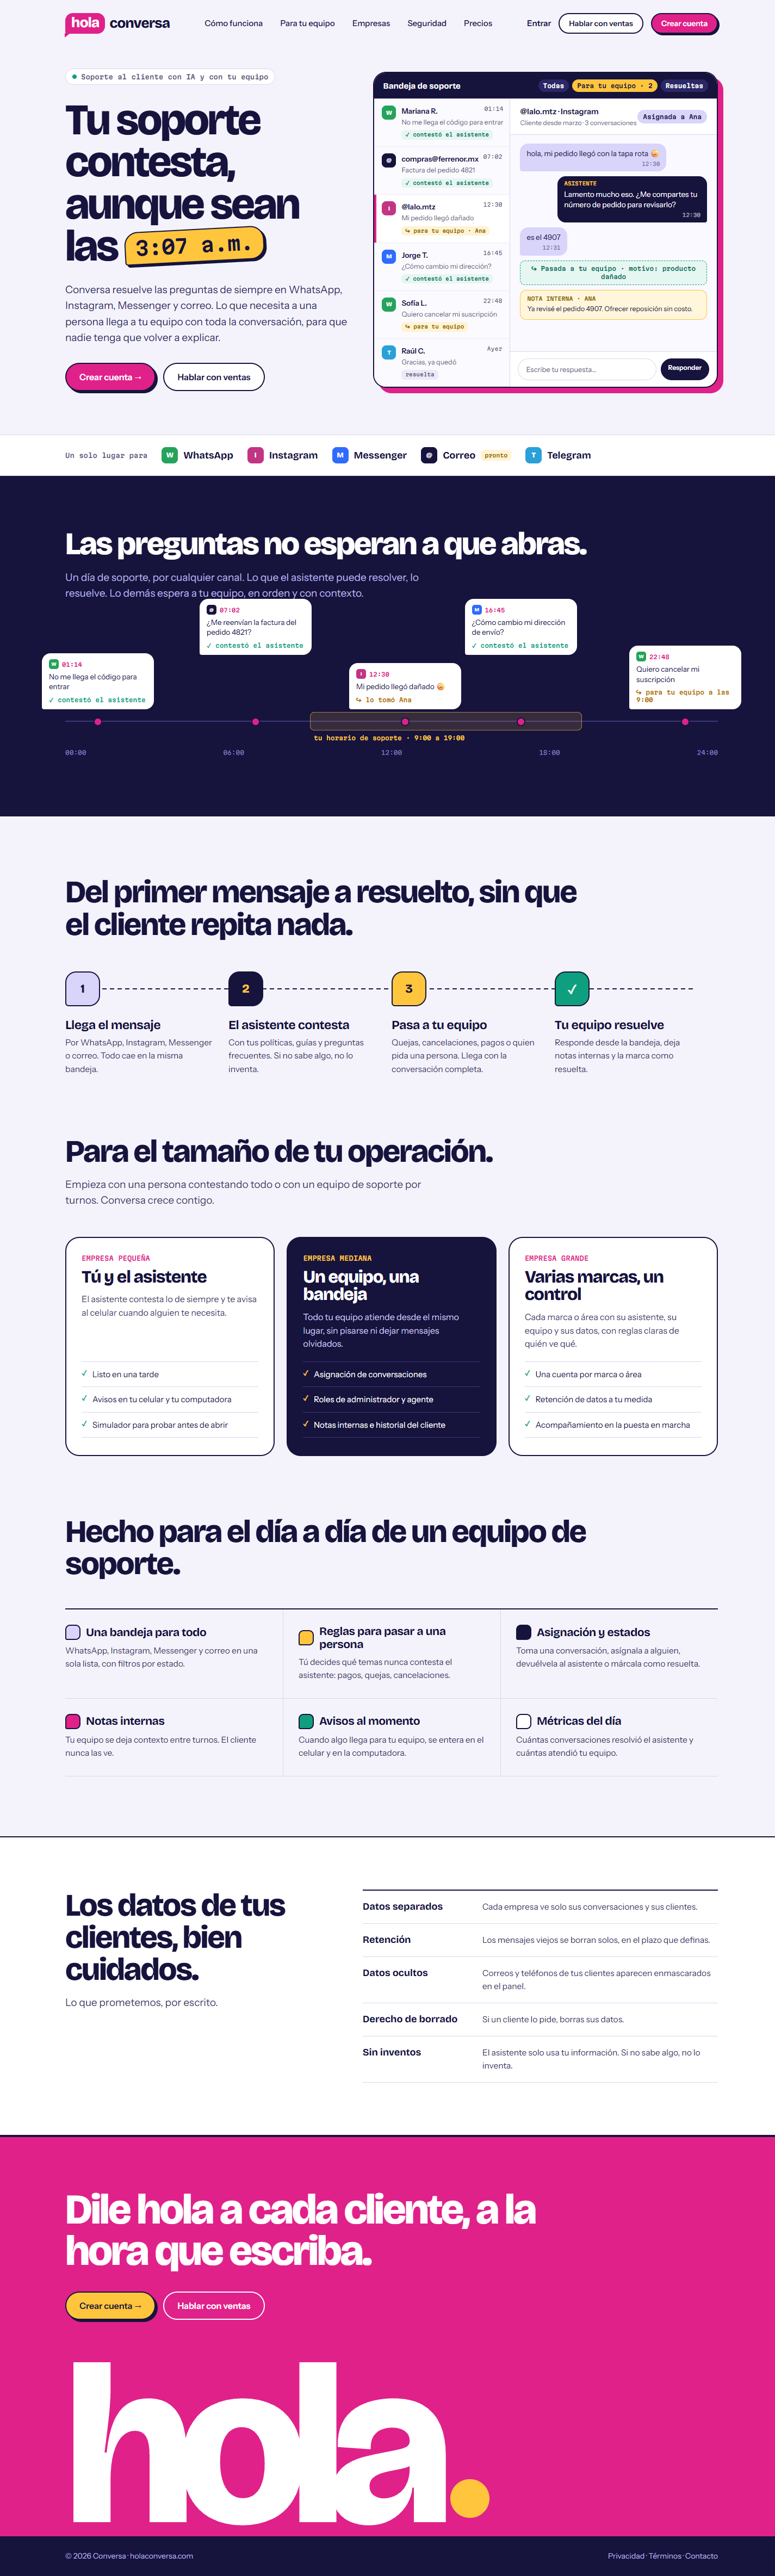 hola conversa
Cómo funciona
Para tu equipo
Empresas
Seguridad
Precios
Entrar
Hablar con ventas
Crear cuenta
Soporte al cliente con IA y con tu equipo
Tu soporte
contesta,
aunque sean
las 3:07 a.m.
Conversa resuelve las preguntas de siempre en WhatsApp,
Instagram, Messenger y correo. Lo que necesita a una
persona llega a tu equipo con toda la conversación, para que
nadie tenga que volver a explicar.
Crear cuenta →
Hablar con ventas
Bandeja de soporte
Todas
Para tu equipo · 2
Resueltas
W
Mariana R.
01:14
No me llega el código para entrar
✓ contestó el asistente
@
compras@ferrenor.mx
07:02
Factura del pedido 4821
✓ contestó el asistente
I
@lalo.mtz
12:30
Mi pedido llegó dañado
↪ para tu equipo · Ana
M
Jorge T.
16:45
¿Cómo cambio mi dirección?
✓ contestó el asistente
W
Sofía L.
22:48
Quiero cancelar mi suscripción
↪ para tu equipo
T
Raúl C.
Ayer
Gracias, ya quedó
resuelta
@lalo.mtz · Instagram
Cliente desde marzo · 3 conversaciones
Asignada a Ana
hola, mi pedido llegó con la tapa rota 😩
12:30
ASISTENTE
Lamento mucho eso. ¿Me compartes tu
número de pedido para revisarlo?
12:30
es el 4907
12:31
↪ Pasada a tu equipo · motivo: producto
dañado
NOTA INTERNA · ANA
Ya revisé el pedido 4907. Ofrecer reposición sin costo.
Escribe tu respuesta…
Responder
Un solo lugar para
W WhatsApp
I Instagram
M Messenger
@ Correo pronto
T Telegram
Las preguntas no esperan a que abras.
Un día de soporte, por cualquier canal. Lo que el asistente puede resolver, lo
resuelve. Lo demás espera a tu equipo, en orden y con contexto.
W 01:14
No me llega el código para
entrar
✓ contestó el asistente
@ 07:02
¿Me reenvían la factura del
pedido 4821?
✓ contestó el asistente
I 12:30
Mi pedido llegó dañado 😩
↪ lo tomó Ana
M 16:45
¿Cómo cambio mi dirección
de envío?
✓ contestó el asistente
W 22:48
Quiero cancelar mi
suscripción
↪ para tu equipo a las
9:00
tu horario de soporte · 9:00 a 19:00
00:00
06:00
12:00
18:00
24:00
Del primer mensaje a resuelto, sin que
el cliente repita nada.
1
Llega el mensaje
Por WhatsApp, Instagram, Messenger
o correo. Todo cae en la misma
bandeja.
2
El asistente contesta
Con tus políticas, guías y preguntas
frecuentes. Si no sabe algo, no lo
inventa.
3
Pasa a tu equipo
Quejas, cancelaciones, pagos o quien
pida una persona. Llega con la
conversación completa.
✓
Tu equipo resuelve
Responde desde la bandeja, deja
notas internas y la marca como
resuelta.
Para el tamaño de tu operación.
Empieza con una persona contestando todo o con un equipo de soporte por
turnos. Conversa crece contigo.
EMPRESA PEQUEÑA
Tú y el asistente
El asistente contesta lo de siempre y te avisa
al celular cuando alguien te necesita.
✓ Listo en una tarde
✓ Avisos en tu celular y tu computadora
✓ Simulador para probar antes de abrir
EMPRESA MEDIANA
Un equipo, una
bandeja
Todo tu equipo atiende desde el mismo
lugar, sin pisarse ni dejar mensajes
olvidados.
✓ Asignación de conversaciones
✓ Roles de administrador y agente
✓ Notas internas e historial del cliente
EMPRESA GRANDE
Varias marcas, un
control
Cada marca o área con su asistente, su
equipo y sus datos, con reglas claras de
quién ve qué.
✓ Una cuenta por marca o área
✓ Retención de datos a tu medida
✓ Acompañamiento en la puesta en marcha
Hecho para el día a día de un equipo de
soporte.
Una bandeja para todo
WhatsApp, Instagram, Messenger y correo en una
sola lista, con filtros por estado.
Reglas para pasar a una
persona
Tú decides qué temas nunca contesta el
asistente: pagos, quejas, cancelaciones.
Asignación y estados
Toma una conversación, asígnala a alguien,
devuélvela al asistente o márcala como resuelta.
Notas internas
Tu equipo se deja contexto entre turnos. El cliente
nunca las ve.
Avisos al momento
Cuando algo llega para tu equipo, se entera en el
celular y en la computadora.
Métricas del día
Cuántas conversaciones resolvió el asistente y
cuántas atendió tu equipo.
Los datos de tus
clientes, bien
cuidados.
Lo que prometemos, por escrito.
Datos separados
Cada empresa ve solo sus conversaciones y sus clientes.
Retención
Los mensajes viejos se borran solos, en el plazo que definas.
Datos ocultos
Correos y teléfonos de tus clientes aparecen enmascarados
en el panel.
Derecho de borrado
Si un cliente lo pide, borras sus datos.
Sin inventos
El asistente solo usa tu información. Si no sabe algo, no lo
inventa.
Dile hola a cada cliente, a la
hora que escriba.
Crear cuenta →
Hablar con ventas
hola.
© 2026 Conversa · holaconversa.com
Privacidad · Términos · Contacto